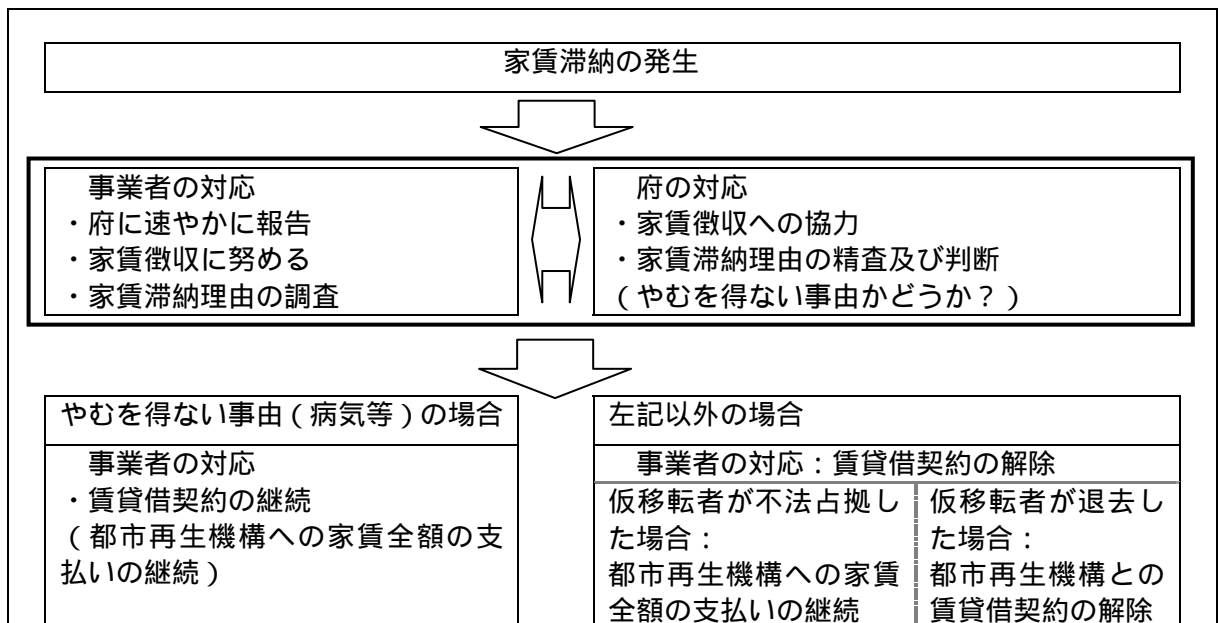 家賃滞納の発生
事業者の対応
・府に速やかに報告
・家賃徴収に努める
・家賃滞納理由の調査
府の対応
・家賃徴収への協力
・家賃滞納理由の精査及び判断
(やむを得ない事由かどうか?)
やむを得ない事由(病気等)の場合
事業者の対応
・賃貸借契約の継続
(都市再生機構への家賃全額の支
払いの継続)
左記以外の場合
事業者の対応:賃貸借契約の解除
仮移転者が不法占拠し
た場合:
都市再生機構への家賃
全額の支払いの継続
仮移転者が退去し
た場合:
都市再生機構との
賃貸借契約の解除